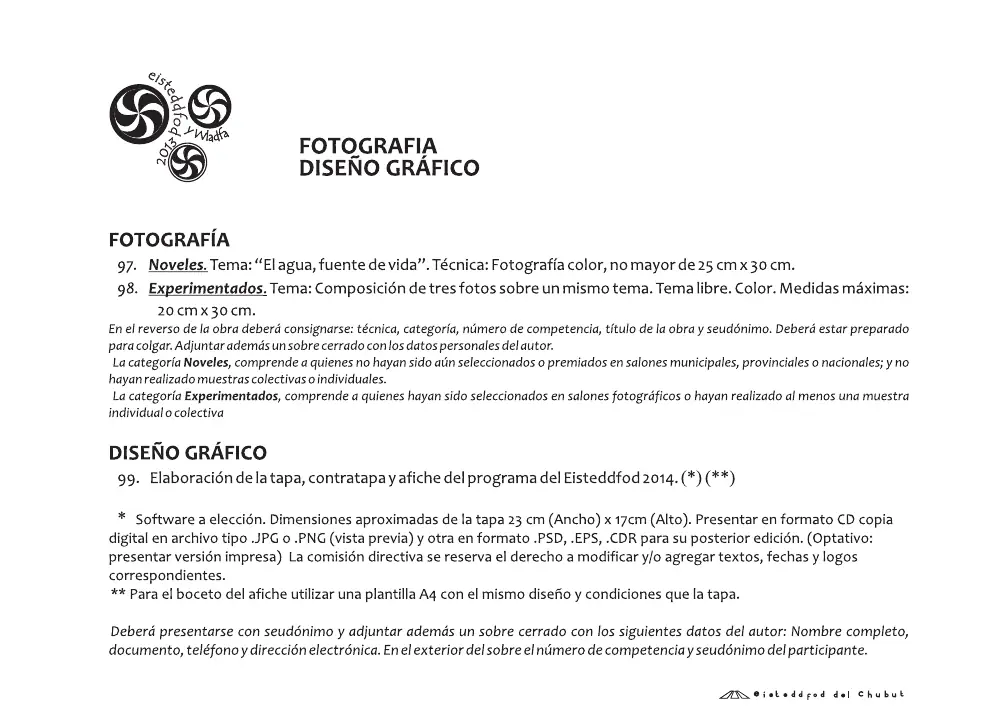 eisteddfod y Wladfa 2013
FOTOGRAFIA
DISEÑO GRÁFICO
FOTOGRAFÍA
97. Noveles. Tema: “El agua, fuente de vida”. Técnica: Fotografía color, no mayor de 25 cm x 30 cm.
98. Experimentados. Tema: Composición de tres fotos sobre un mismo tema. Tema libre. Color. Medidas máximas:
20 cm x 30 cm.
En el reverso de la obra deberá consignarse: técnica, categoría, número de competencia, título de la obra y seudónimo. Deberá estar preparado
para colgar. Adjuntar además un sobre cerrado con los datos personales del autor.
La categoría Noveles, comprende a quienes no hayan sido aún seleccionados o premiados en salones municipales, provinciales o nacionales; y no
hayan realizado muestras colectivas o individuales.
La categoría Experimentados, comprende a quienes hayan sido seleccionados en salones fotográficos o hayan realizado al menos una muestra
individual o colectiva
DISEÑO GRÁFICO
99. Elaboración de la tapa, contratapa y afiche del programa del Eisteddfod 2014. (*) (**)
* Software a elección. Dimensiones aproximadas de la tapa 23 cm (Ancho) x 17cm (Alto). Presentar en formato CD copia
digital en archivo tipo .JPG o .PNG (vista previa) y otra en formato .PSD, .EPS, .CDR para su posterior edición. (Optativo:
presentar versión impresa) La comisión directiva se reserva el derecho a modificar y/o agregar textos, fechas y logos
correspondientes.
** Para el boceto del afiche utilizar una plantilla A4 con el mismo diseño y condiciones que la tapa.
Deberá presentarse con seudónimo y adjuntar además un sobre cerrado con los siguientes datos del autor: Nombre completo,
documento, teléfono y dirección electrónica. En el exterior del sobre el número de competencia y seudónimo del participante.
eisteddfod del Chubut